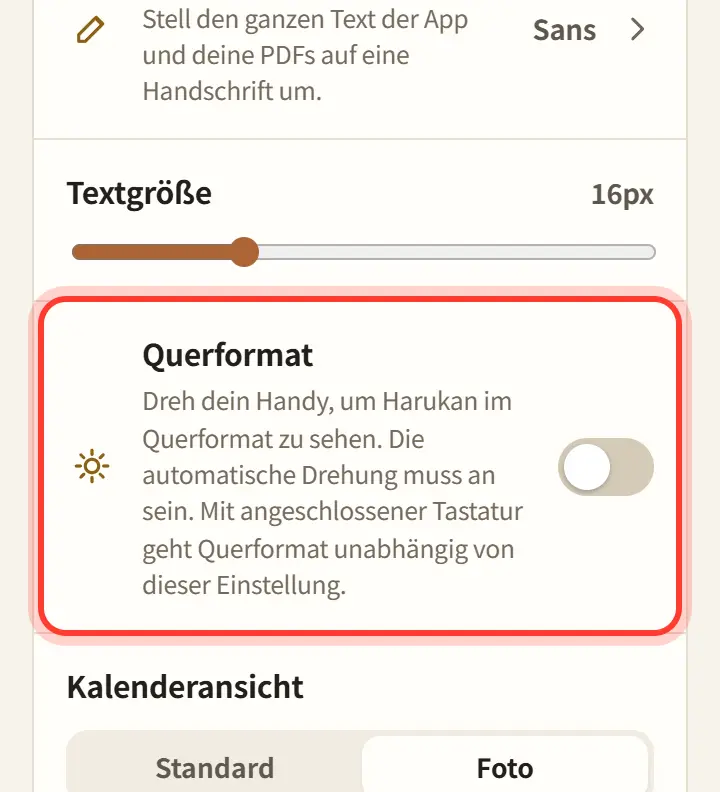 Stell den ganzen Text der App
und deine PDFs auf eine
Handschrift um.
Sans
Textgröße
16px
Querformat
Dreh dein Handy, um Harukan im
Querformat zu sehen. Die
automatische Drehung muss an
sein. Mit angeschlossener Tastatur
geht Querformat unabhängig von
dieser Einstellung.
Kalenderansicht
Standard
Foto